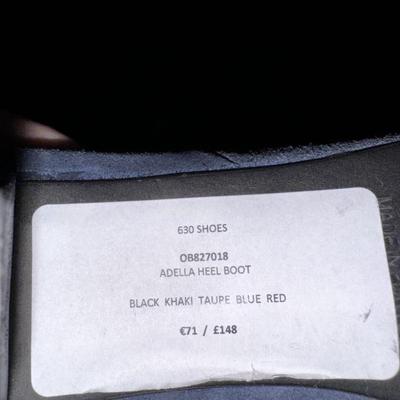 630 SHOES
OB827018
ADELLA HEEL BOOT
BLACK KHAKI TAUPE BLUE RED
€71 / £148